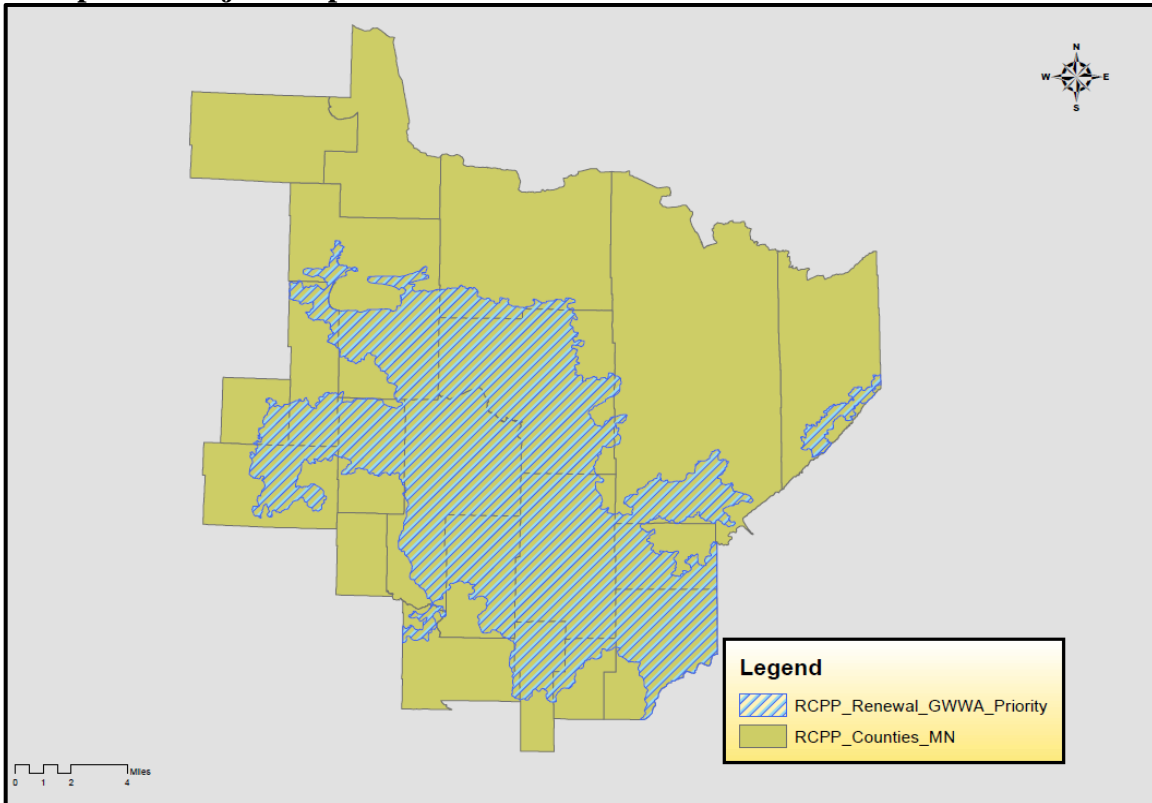 N
W E
S
Legend
RCPP_Renewal_GWWA_Priority
RCPP_Counties_MN
Miles
0 1 2 4